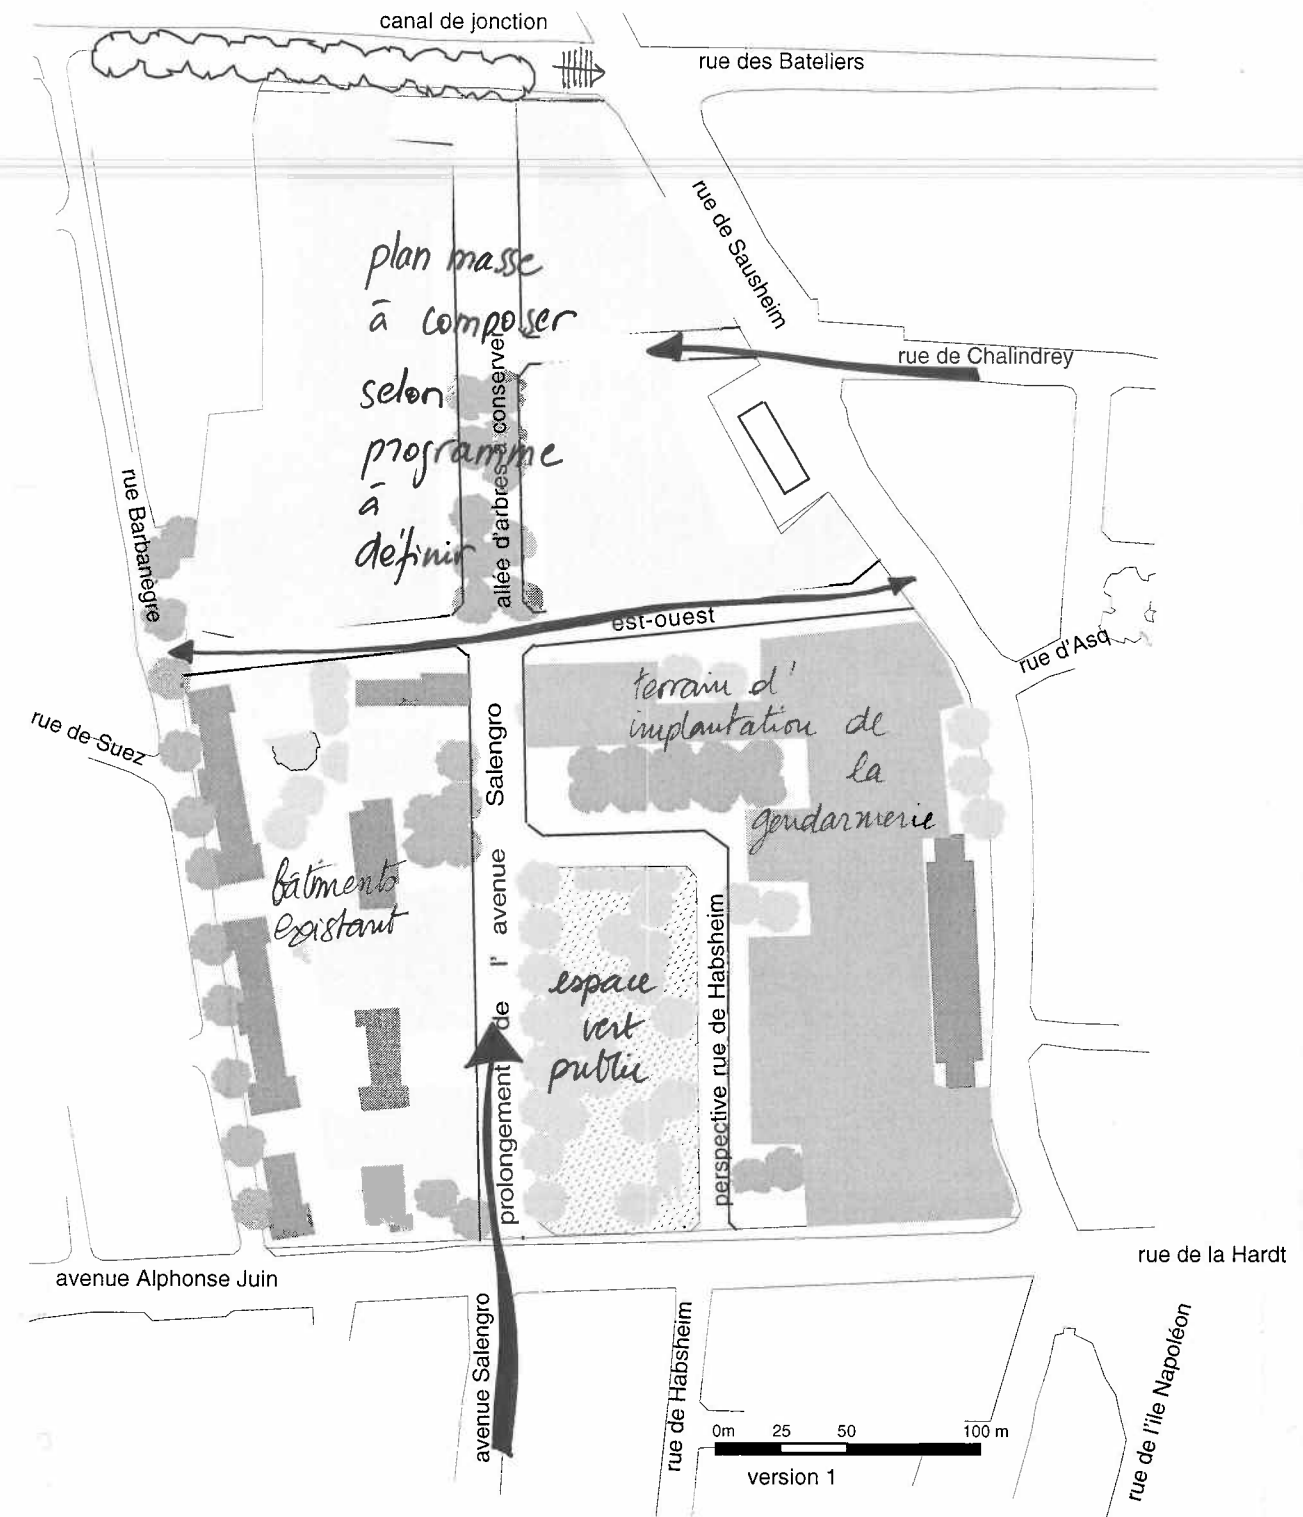 canal de jonction
rue des Bateliers
rue de Sausheim
plan masse
à composer
selon
programme
à
définir
allée d'arbres à conserver
rue de Chalindrey
rue Barbanègre
est-ouest
rue d'Asq
rue de Suez
terrain d'
implantation de
la
gendarmerie
bâtiments
existant
prolongement de l' avenue Salengro
espace
vert
public
perspective rue de Habsheim
rue de la Hardt
avenue Alphonse Juin
avenue Salengro
rue de Habsheim
rue de l'ile Napoléon
0m 25 50 100 m
version 1